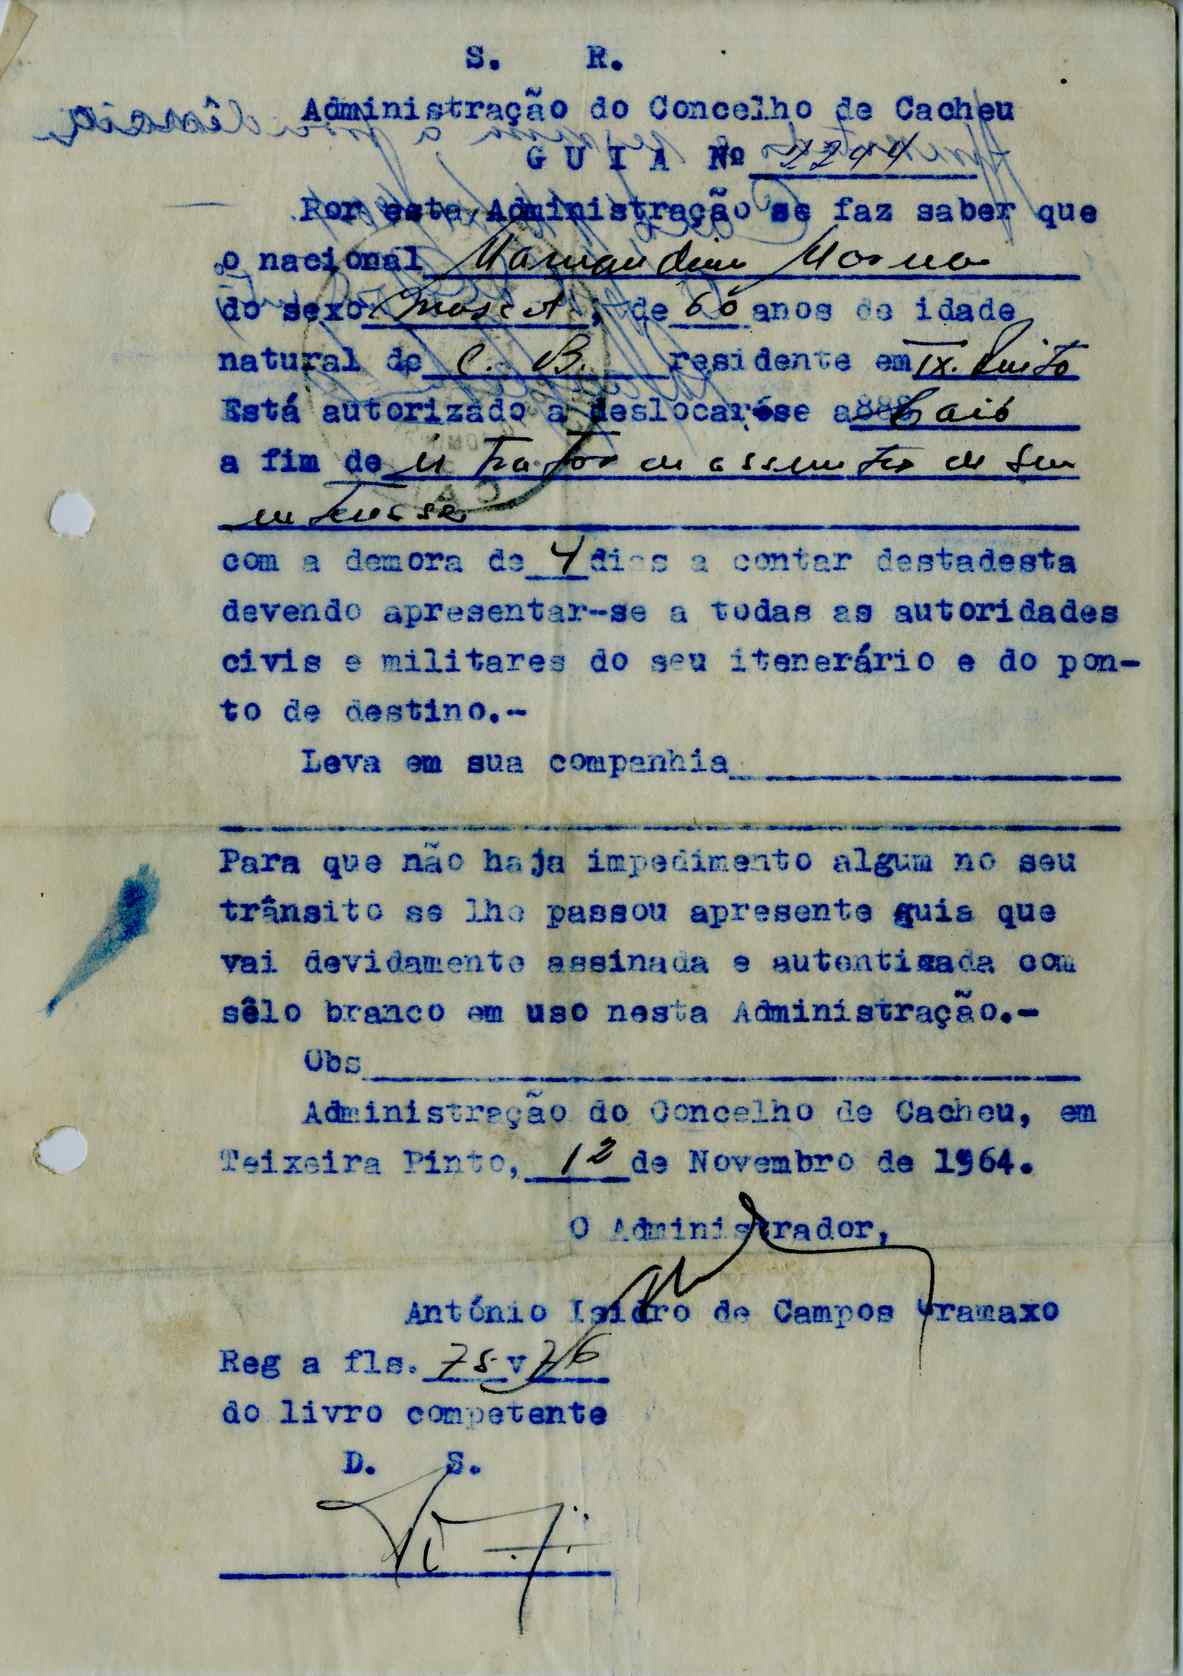 S. R.
Administração do Concelho de Cacheu
G U I A Nº
Por esta Administração se faz saber que
o nacional
do sexo de 60 anos de idade
natural de C. B. residente em Tx. Pinto
Está autorizado a deslocar-se a Caió
a fim de tratar de assuntos de seu
interesse
com a demora de 4 dias a contar destadesta
devendo apresentar-se a todas as autoridades
civis e militares do seu itenerário e do pon-
to de destino.-
Leva em sua companhia
Para que não haja impedimento algum no seu
trânsito se lhe passou apresente guia que
vai devidamente assinada e autentisada com
sêlo branco em uso nesta Administração.-
Obs
Administração do Concelho de Cacheu, em
Teixeira Pinto, 12 de Novembro de 1964.
O Administrador,
António Isidro de Campos Gramaxo
Reg a fls. 75 v 76
do livro competente
D. S.